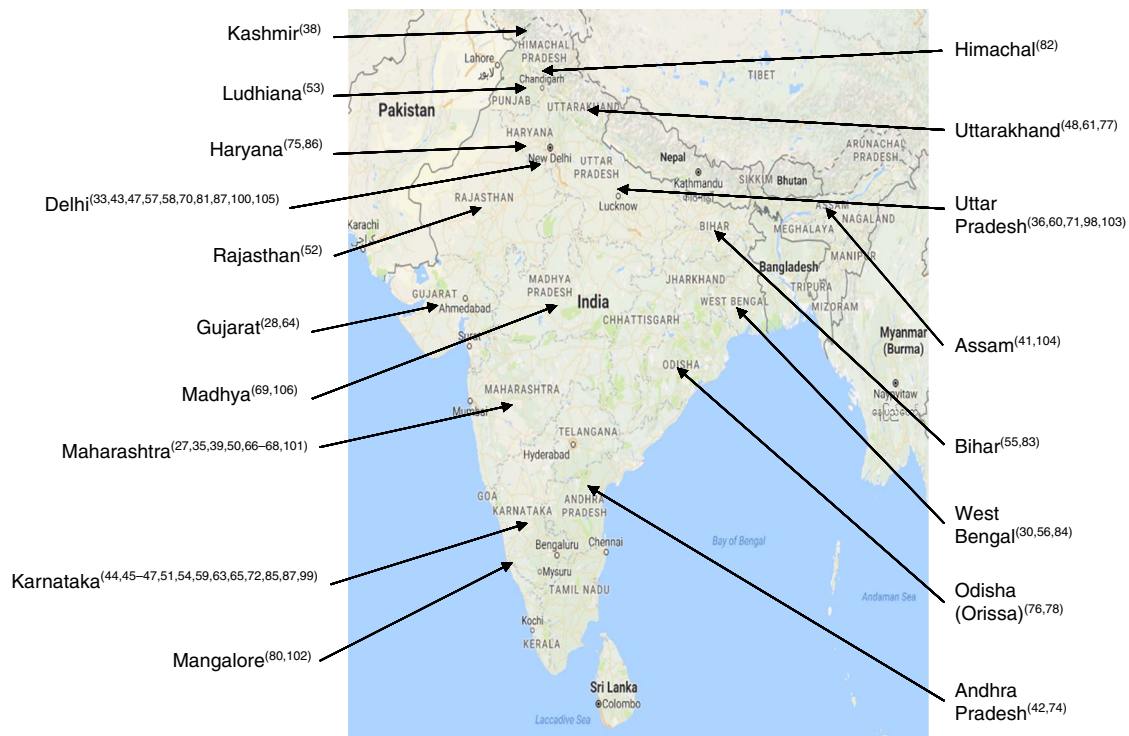 Kashmir(38)
Ludhiana(53)
Haryana(75,86)
Delhi(33,43,47,57,58,70,81,87,100,105)
Rajasthan(52)
Gujarat(28,64)
Madhya(69,106)
Maharashtra(27,35,39,50,66–68,101)
Karnataka(44,45–47,51,54,59,63,65,72,85,87,99)
Mangalore(80,102)
HIMACHAL
PRADESH
Lahore
لاہور
Chandigarh
TIBET
Pakistan
PUNJAB
UTTARAKHAND
HARYANA
New Delhi
UTTAR
PRADESH
Nepal
Kathmandu
SIKKIM
Bhutan
ARUNACHAL
PRADESH
RAJASTHAN
Lucknow
ASSAM
NAGALAND
Karachi
BIHAR
MEGHALAYA
MANIPUR
Bangladesh
TRIPURA
MIZORAM
MADHYA
PRADESH
JHARKHAND
GUJARAT
Ahmedabad
India
WEST BENGAL
CHHATTISGARH
Surat
Myanmar
(Burma)
ODISHA
MAHARASHTRA
Mumbai
Naypyitaw
TELANGANA
Hyderabad
GOA
KARNATAKA
ANDHRA
PRADESH
Bengaluru
Chennai
Bay of Bengal
Mysuru
TAMIL NADU
Andaman Sea
Kochi
KERALA
Sri Lanka
Colombo
Laccadive Sea
Himachal(82)
Uttarakhand(48,61,77)
Uttar
Pradesh(36,60,71,98,103)
Assam(41,104)
Bihar(55,83)
West
Bengal(30,56,84)
Odisha
(Orissa)(76,78)
Andhra
Pradesh(42,74)